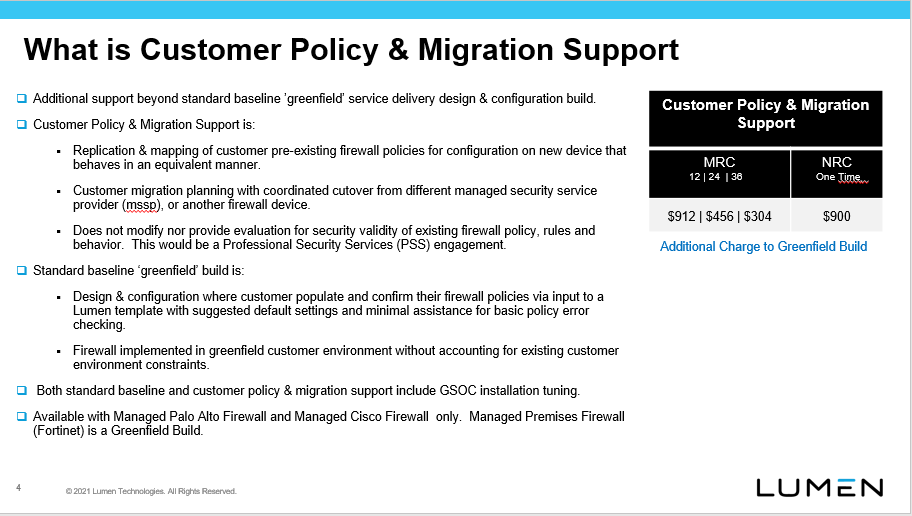 What is Customer Policy & Migration Support
Additional support beyond standard baseline 'greenfield' service delivery design & configuration build.
Customer Policy & Migration Support is:
Replication & mapping of customer pre-existing firewall policies for configuration on new device that
behaves in an equivalent manner.
Customer migration planning with coordinated cutover from different managed security service
provider (mssp), or another firewall device.
Does not modify nor provide evaluation for security validity of existing firewall policy, rules and
behavior. This would be a Professional Security Services (PSS) engagement.
Standard baseline 'greenfield' build is:
Design & configuration where customer populate and confirm their firewall policies via input to a
Lumen template with suggested default settings and minimal assistance for basic policy error
checking.
Firewall implemented in greenfield customer environment without accounting for existing customer
environment constraints.
Both standard baseline and customer policy & migration support include GSOC installation tuning.
Available with Managed Palo Alto Firewall and Managed Cisco Firewall only. Managed Premises Firewall
(Fortinet) is a Greenfield Build.
Customer Policy & Migration
Support
MRC
12 | 24 | 36
NRC
One Time
$912 | $456 | $304
$900
Additional Charge to Greenfield Build
4
© 2021 Lumen Technologies. All Rights Reserved.
LUMEN